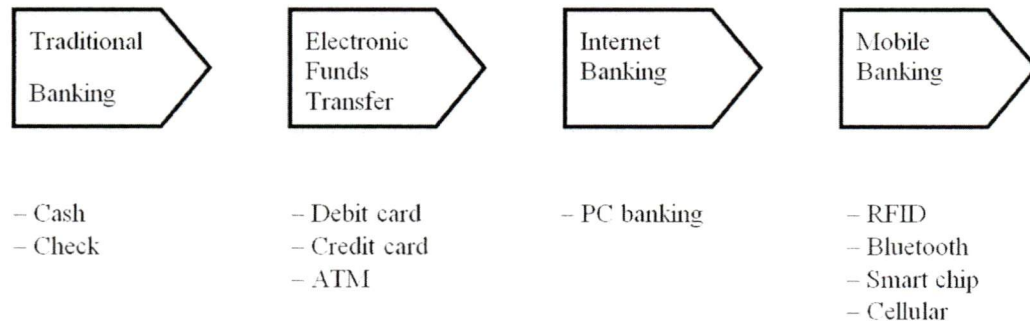 Traditional
Banking
Electronic
Funds
Transfer
Internet
Banking
Mobile
Banking
– Cash
– Check
– Debit card
– Credit card
– ATM
– PC banking
– RFID
– Bluetooth
– Smart chip
– Cellular